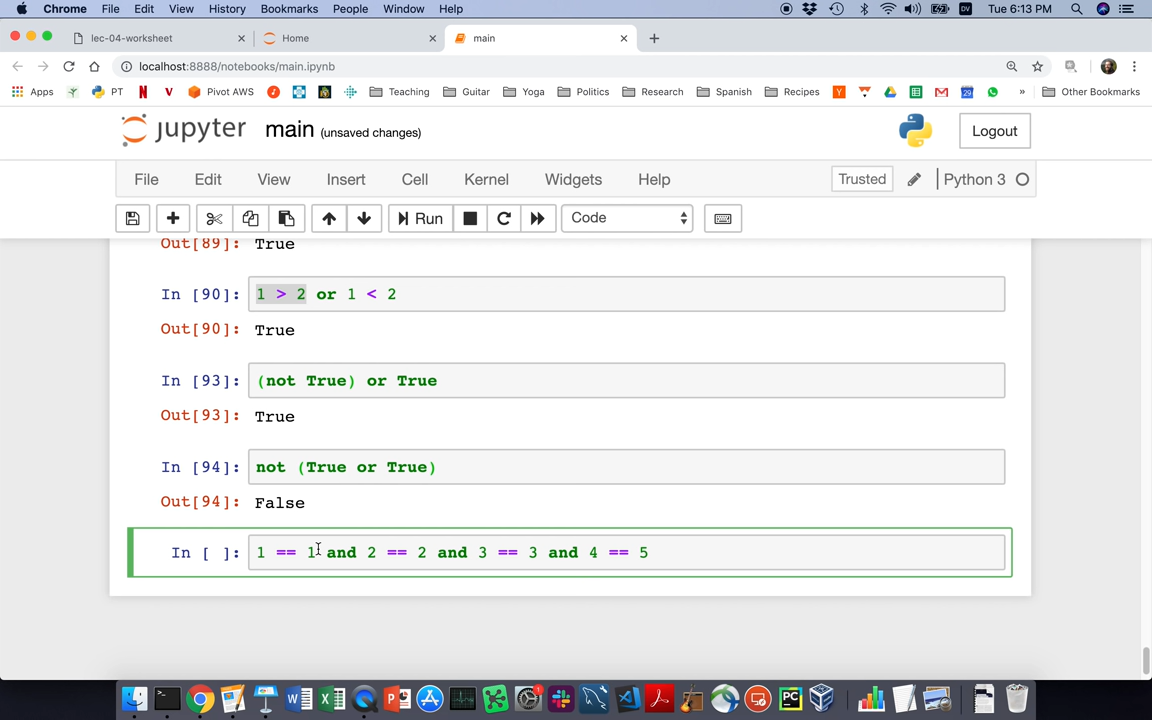 Chrome File Edit View History Bookmarks People Window Help DV Tue 6:13 PM
lec-04-worksheet Home main
localhost:8888/notebooks/main.ipynb
Apps PT Pivot AWS Teaching Guitar Yoga Politics Research Spanish Recipes » Other Bookmarks
jupyter main (unsaved changes) Logout
File Edit View Insert Cell Kernel Widgets Help Trusted Python 3
Run Code
Out[89]: True
In [90]: 1 > 2 or 1 < 2
Out[90]: True
In [93]: (not True) or True
Out[93]: True
In [94]: not (True or True)
Out[94]: False
In [ ]: 1 == 1 and 2 == 2 and 3 == 3 and 4 == 5